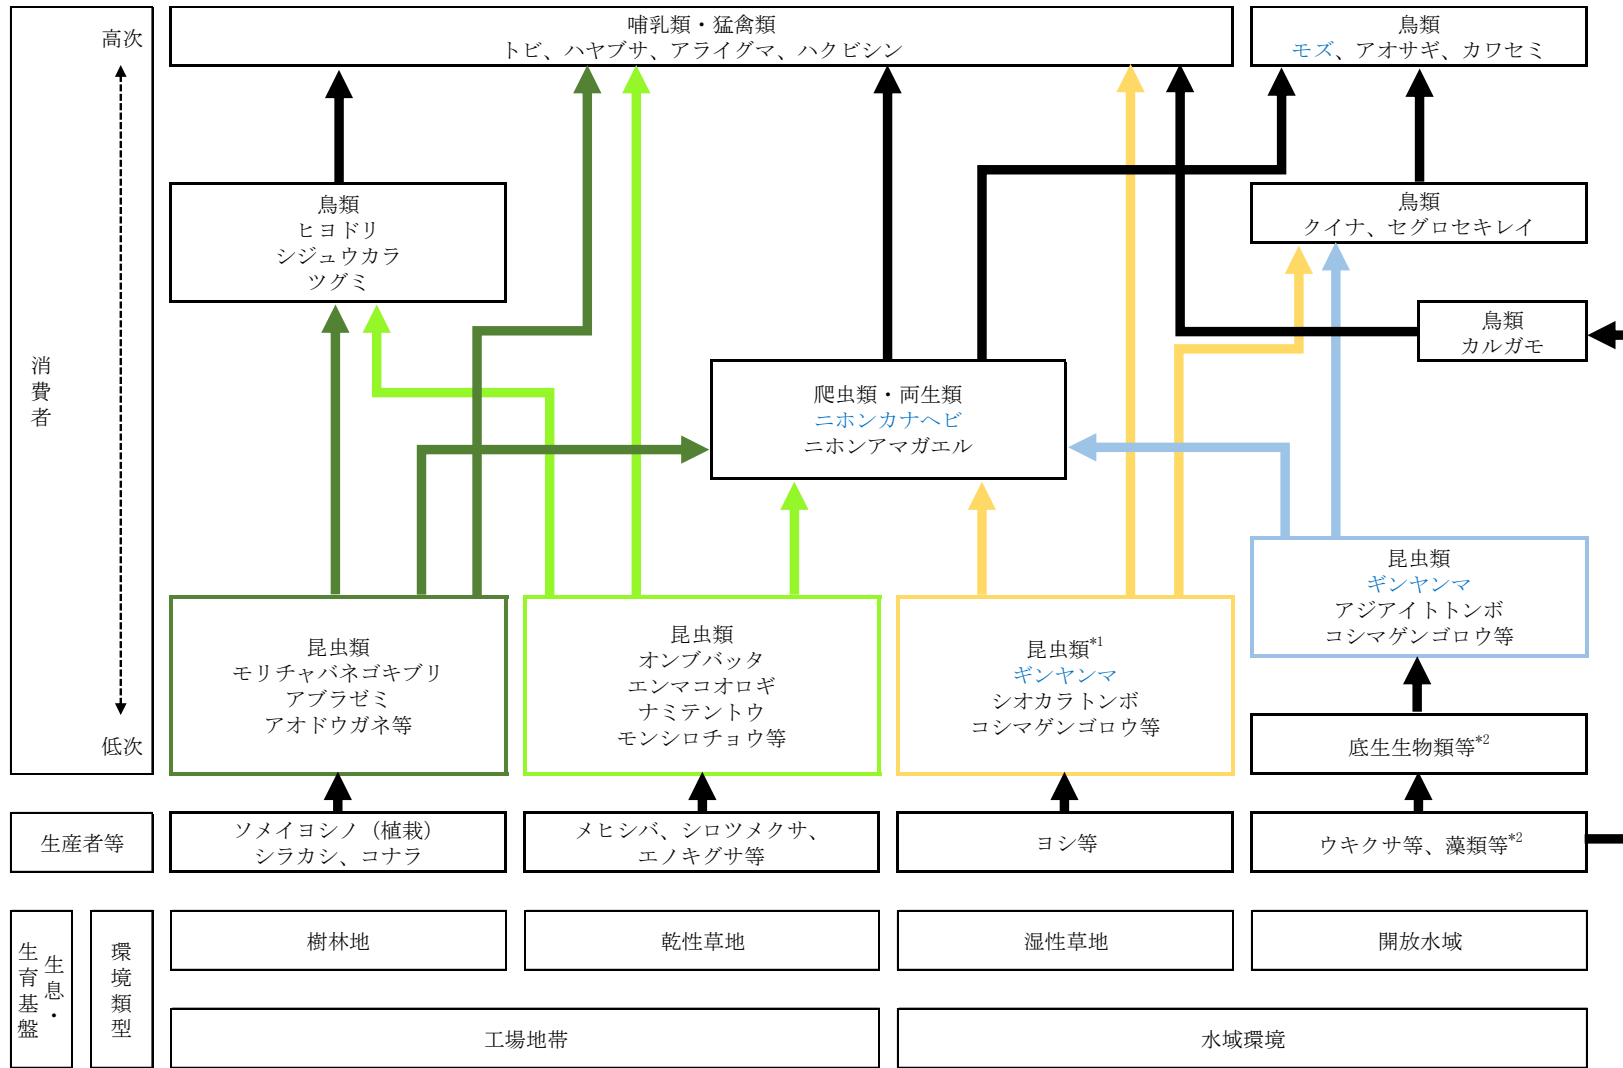 高次
哺乳類・猛禽類
トビ、ハヤブサ、アライグマ、ハクビシン
鳥類
モズ、アオサギ、カワセミ
鳥類
ヒヨドリ
シジュウカラ
ツグミ
鳥類
クイナ、セグロセキレイ
鳥類
カルガモ
消費者
爬虫類・両生類
ニホンカナヘビ
ニホンアマガエル
昆虫類
モリチャバネゴキブリ
アブラゼミ
アオドウガネ等
昆虫類
オンブバッタ
エンマコオロギ
ナミテントウ
モンシロチョウ等
昆虫類*1
ギンヤンマ
シオカラトンボ
コシマゲンゴロウ等
昆虫類
ギンヤンマ
アジアイトトンボ
コシマゲンゴロウ等
低次
底生生物類等*2
生産者等
ソメイヨシノ（植栽）
シラカシ、コナラ
メヒシバ、シロツメクサ、
エノキグサ等
ヨシ等
ウキクサ等、藻類等*2
生息・
生育基盤
環境類型
樹林地
乾性草地
湿性草地
開放水域
工場地帯
水域環境